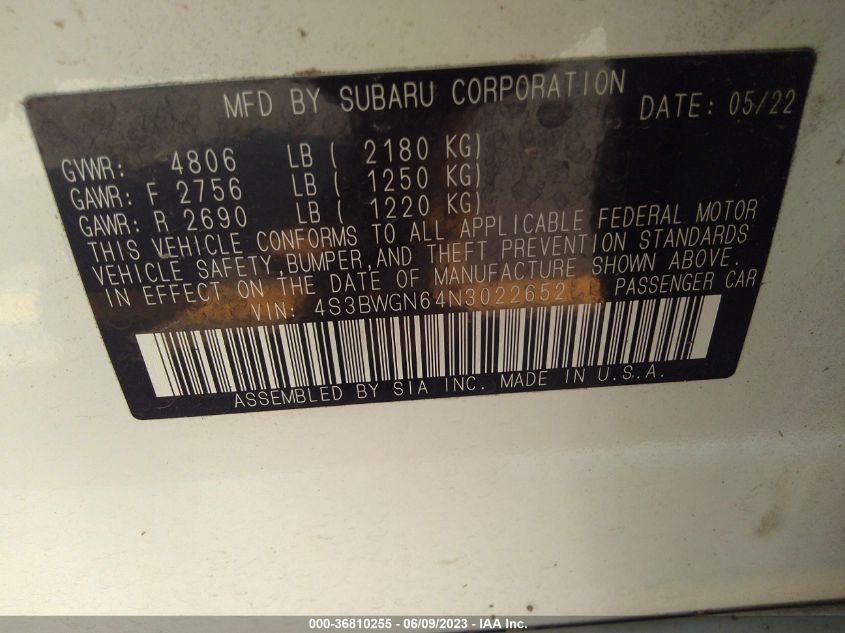 MFD BY SUBARU CORPORATION DATE: 05/22
GVWR: 4806 LB ( 2180 KG)
GAWR: F 2756 LB ( 1250 KG)
GAWR: R 2690 LB ( 1220 KG)
THIS VEHICLE CONFORMS TO ALL APPLICABLE FEDERAL MOTOR
VEHICLE SAFETY,BUMPER,AND THEFT PREVENTION STANDARDS
IN EFFECT ON THE DATE OF MANUFACTURE SHOWN ABOVE.
VIN: 4S3BWGN64N3022652 PASSENGER CAR
ASSEMBLED BY SIA INC. MADE IN U.S.A.
000-36810255 - 06/09/2023 - IAA Inc.